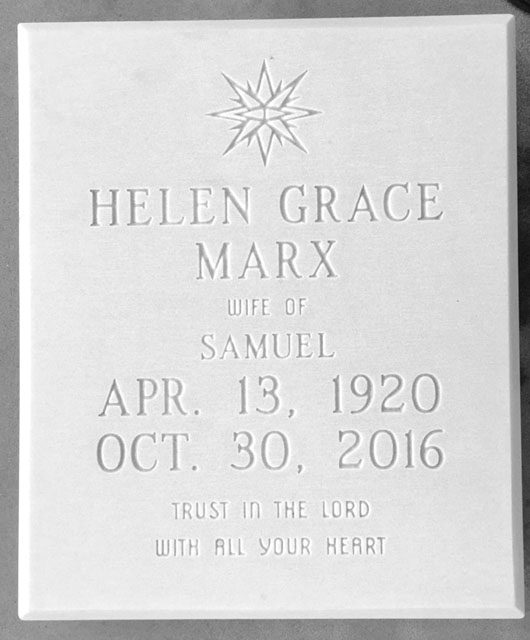 HELEN GRACE
MARX
WIFE OF
SAMUEL
APR. 13, 1920
OCT. 30, 2016
TRUST IN THE LORD
WITH ALL YOUR HEART